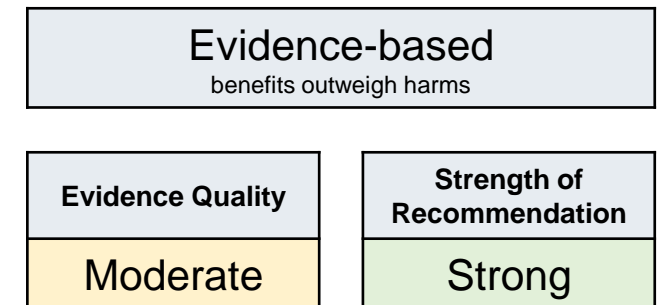 Evidence-based
benefits outweigh harms
Evidence Quality
Strength of
Recommendation
Moderate
Strong